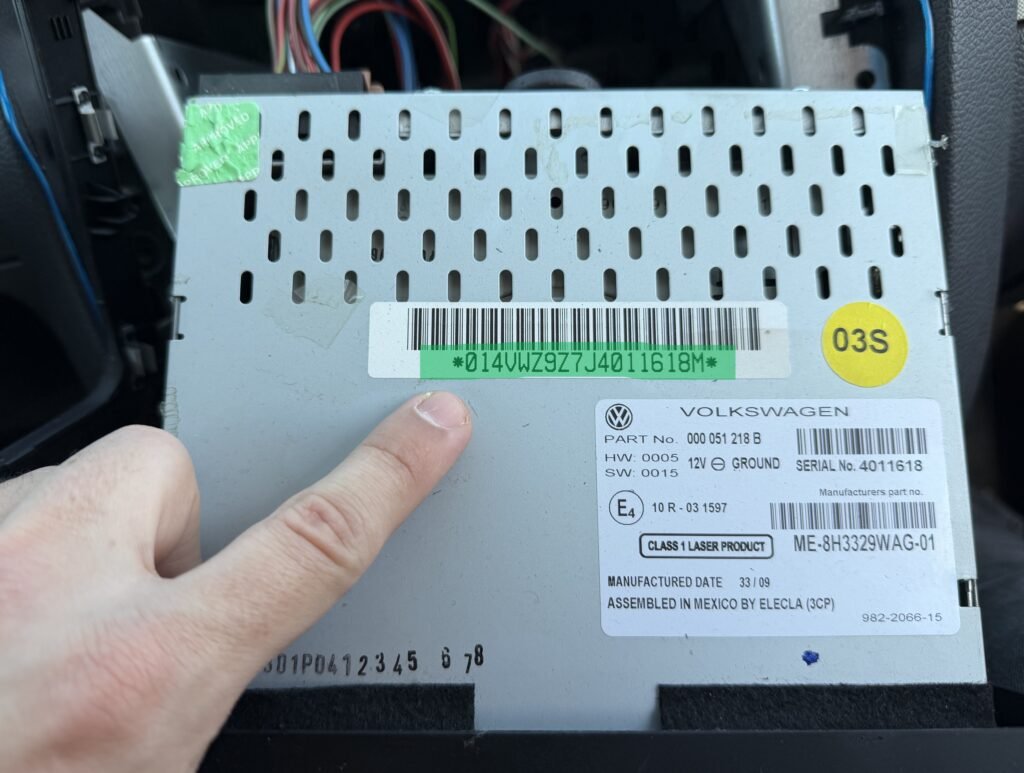 APPROVED
*014VWZ9Z7J4011618M*
03S
VOLKSWAGEN
PART No. 000 051 218 B
HW: 0005
SW: 0015
12V ⊖ GROUND
SERIAL No. 4011618
Manufacturers part no.
E4
10 R - 03 1597
CLASS 1 LASER PRODUCT
ME-8H3329WAG-01
MANUFACTURED DATE 33 / 09
ASSEMBLED IN MEXICO BY ELECLA (3CP)
982-2066-15
01P0412345 6 78